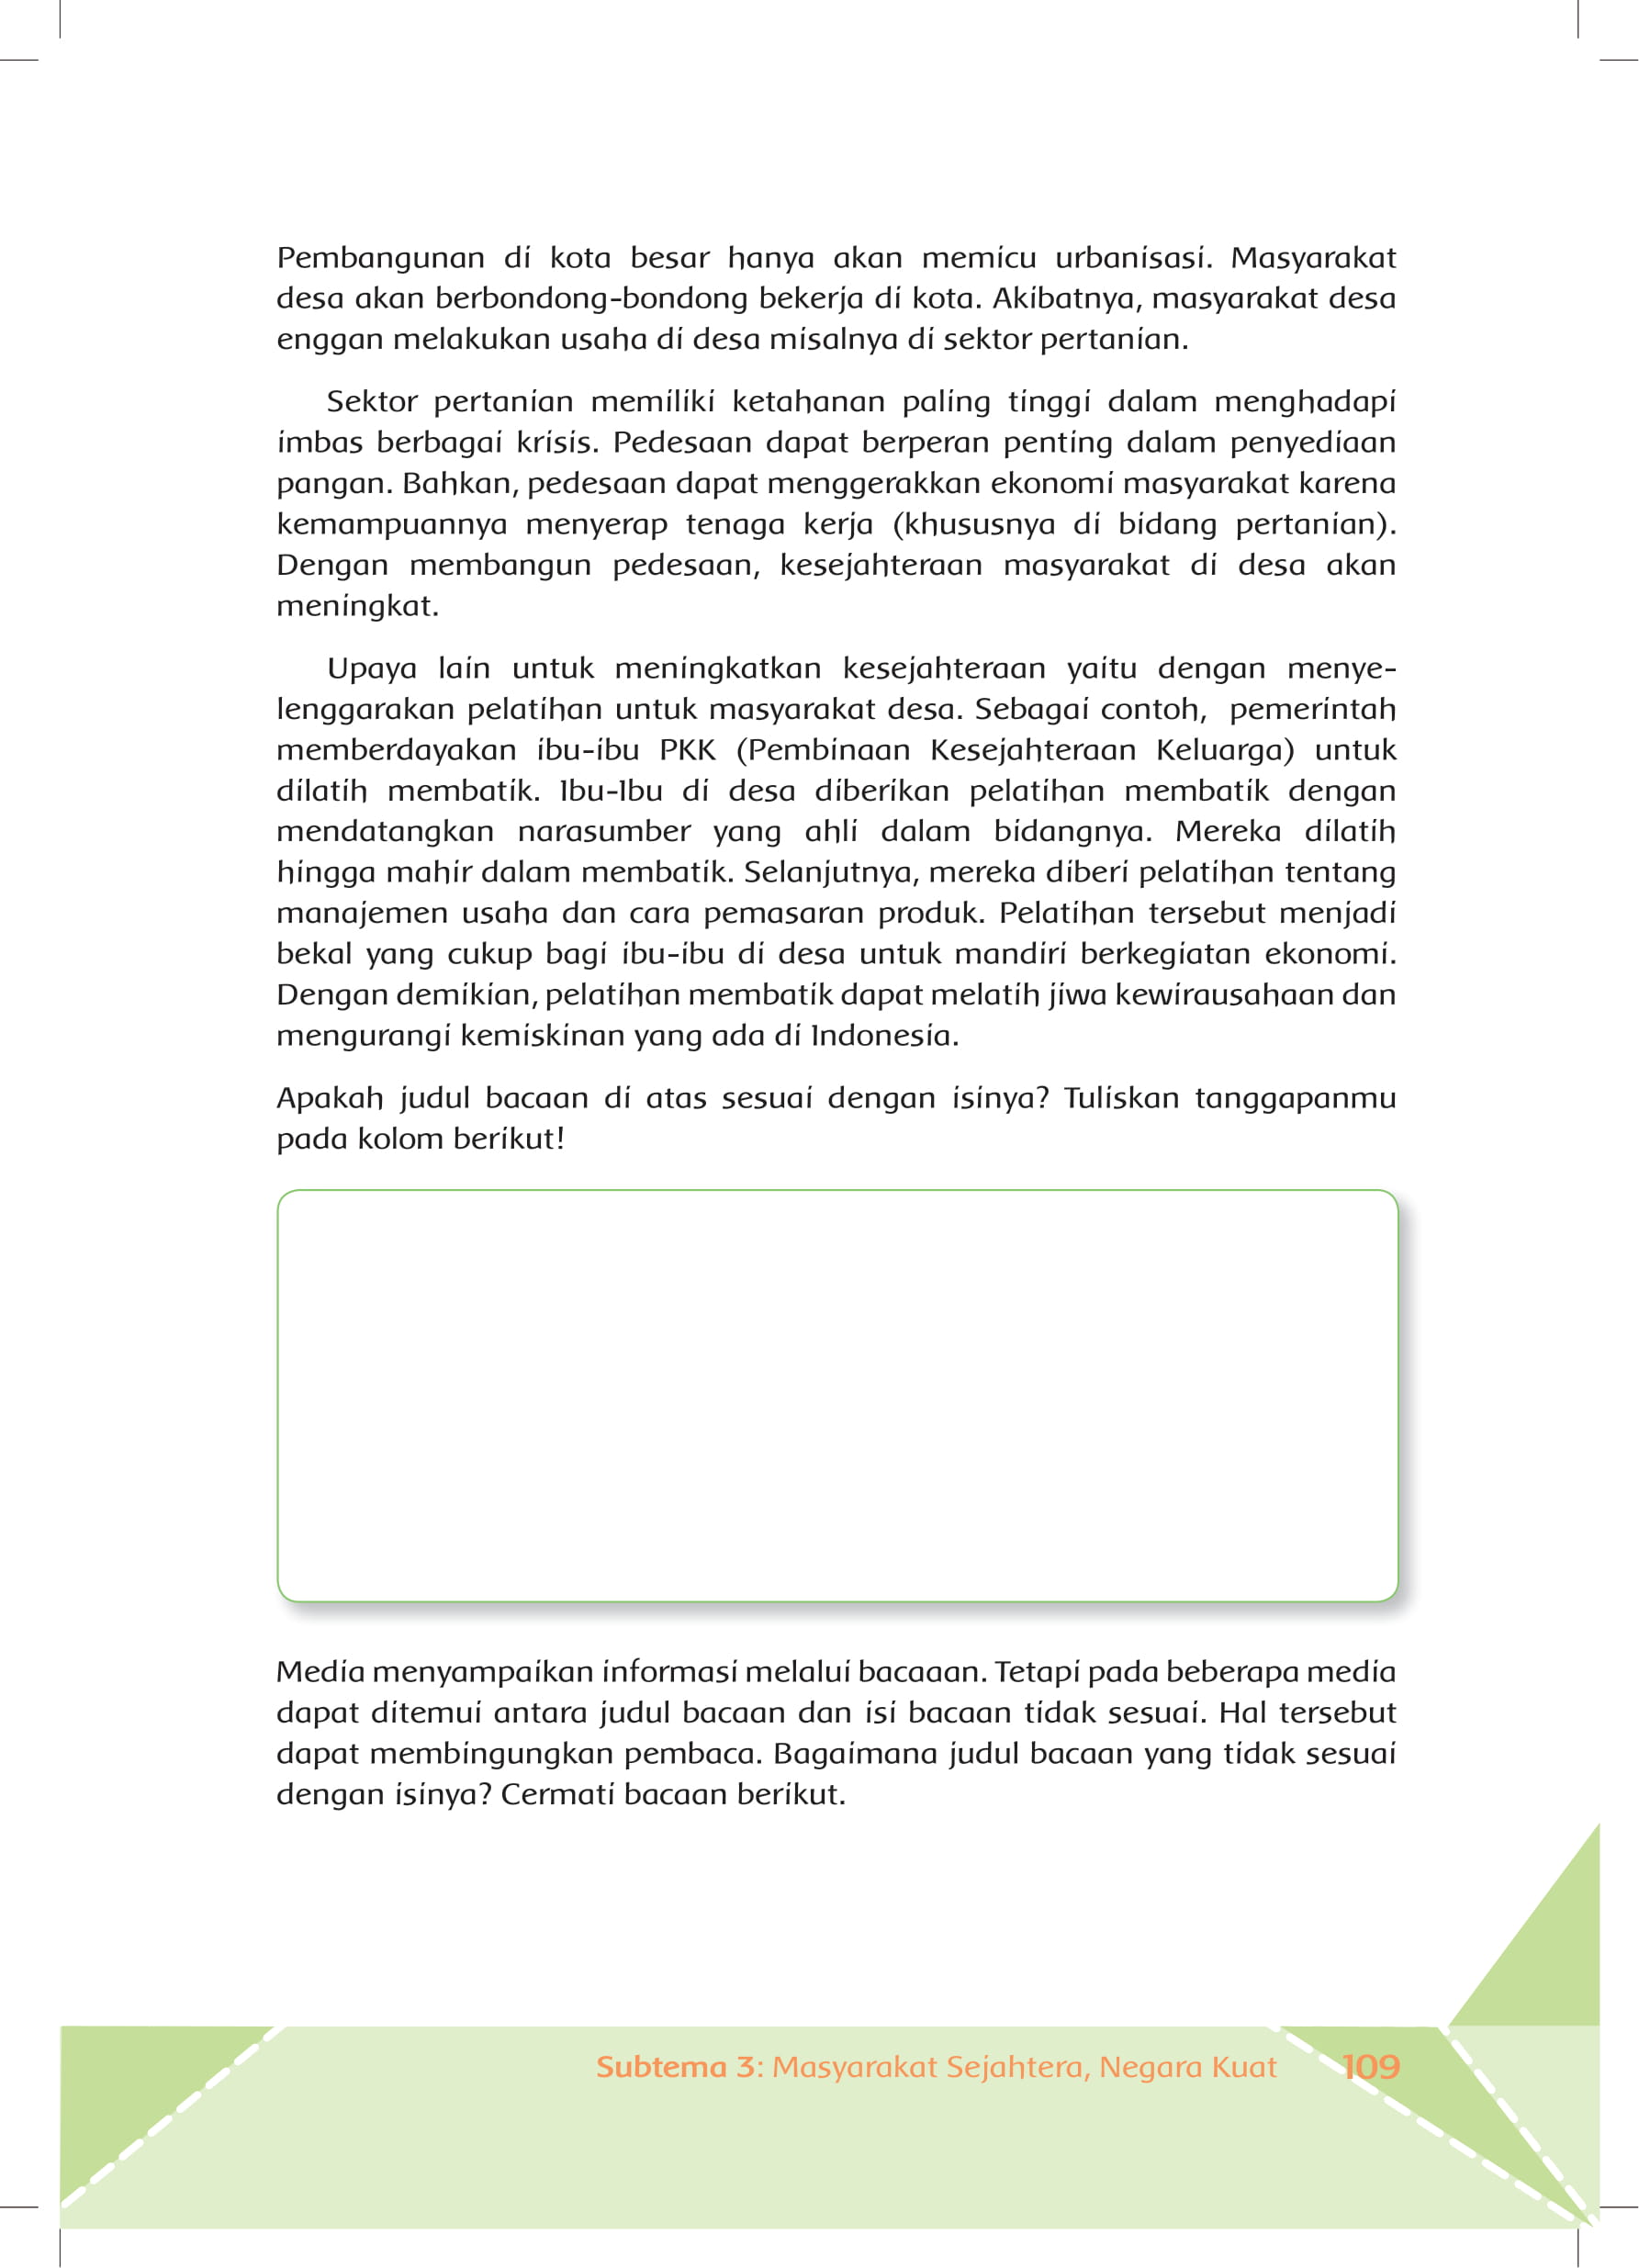 Pembangunan di kota besar hanya akan memicu urbanisasi. Masyarakat
desa akan berbondong-bondong bekerja di kota. Akibatnya, masyarakat desa
enggan melakukan usaha di desa misalnya di sektor pertanian.
Sektor pertanian memiliki ketahanan paling tinggi dalam menghadapi
imbas berbagai krisis. Pedesaan dapat berperan penting dalam penyediaan
pangan. Bahkan, pedesaan dapat menggerakkan ekonomi masyarakat karena
kemampuannya menyerap tenaga kerja (khususnya di bidang pertanian).
Dengan membangun pedesaan, kesejahteraan masyarakat di desa akan
meningkat.
Upaya lain untuk meningkatkan kesejahteraan yaitu dengan menye-
lenggarakan pelatihan untuk masyarakat desa. Sebagai contoh, pemerintah
memberdayakan ibu-ibu PKK (Pembinaan Kesejahteraan Keluarga) untuk
dilatih membatik. Ibu-Ibu di desa diberikan pelatihan membatik dengan
mendatangkan narasumber yang ahli dalam bidangnya. Mereka dilatih
hingga mahir dalam membatik. Selanjutnya, mereka diberi pelatihan tentang
manajemen usaha dan cara pemasaran produk. Pelatihan tersebut menjadi
bekal yang cukup bagi ibu-ibu di desa untuk mandiri berkegiatan ekonomi.
Dengan demikian, pelatihan membatik dapat melatih jiwa kewirausahaan dan
mengurangi kemiskinan yang ada di Indonesia.
Apakah judul bacaan di atas sesuai dengan isinya? Tuliskan tanggapanmu
pada kolom berikut!
Media menyampaikan informasi melalui bacaaan. Tetapi pada beberapa media
dapat ditemui antara judul bacaan dan isi bacaan tidak sesuai. Hal tersebut
dapat membingungkan pembaca. Bagaimana judul bacaan yang tidak sesuai
dengan isinya? Cermati bacaan berikut.
Subtema 3: Masyarakat Sejahtera, Negara Kuat 109